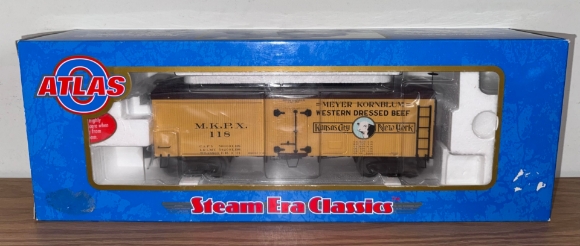 ATLAS
O
M.K.P.X.
118
MEYER KORNBLUM
WESTERN DRESSED BEEF
Kansas City
New York
Steam Era Classics